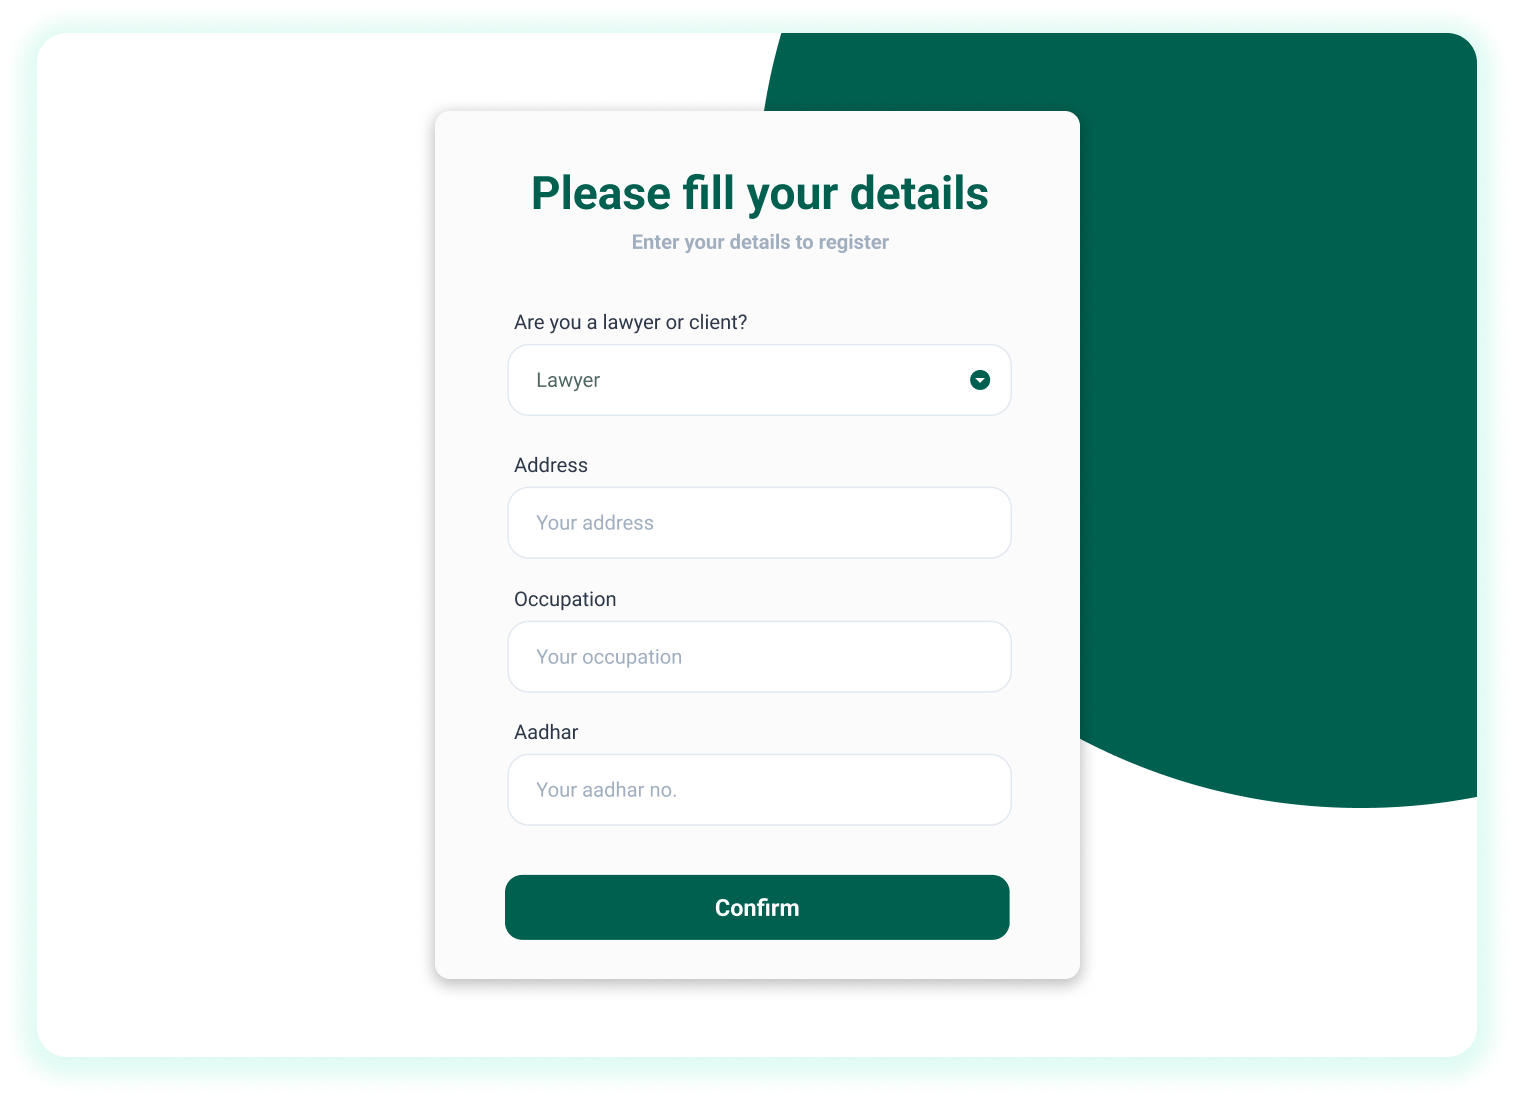 Please fill your details
Enter your details to register
Are you a lawyer or client?
Lawyer
Address
Your address
Occupation
Your occupation
Aadhar
Your aadhar no.
Confirm